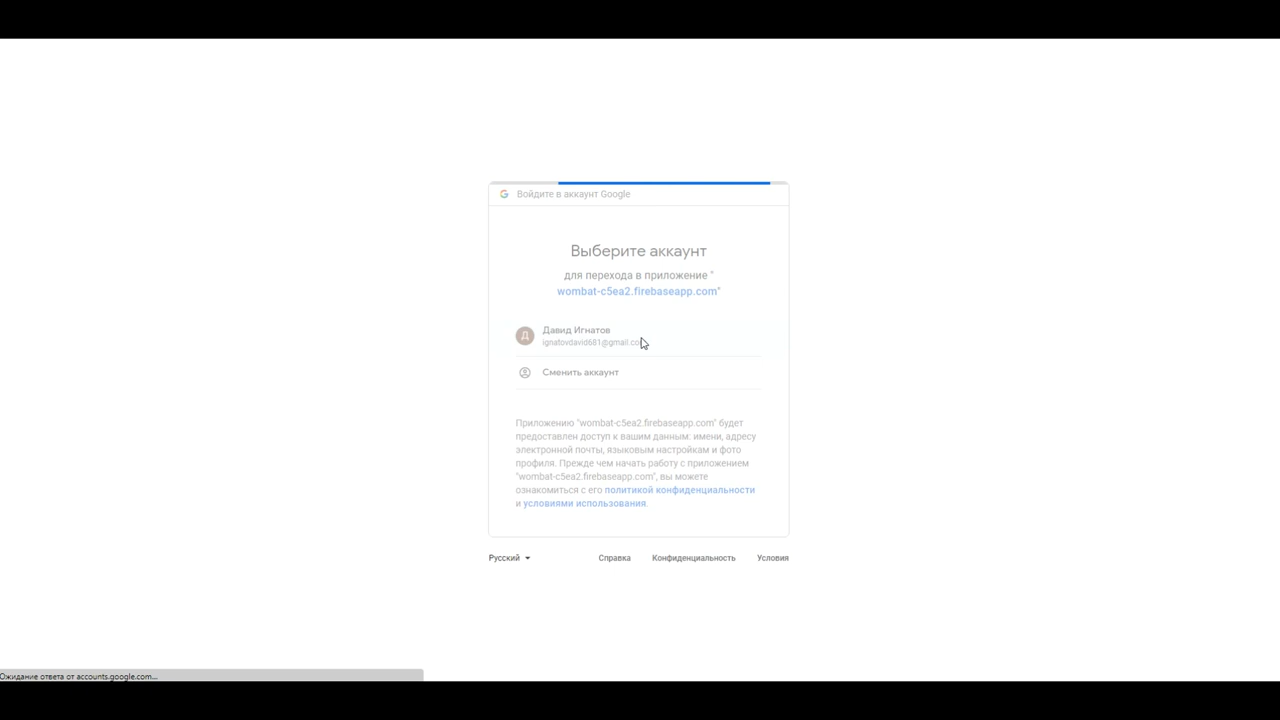 Войдите в аккаунт Google
Выберите аккаунт
для перехода в приложение "
wombat-c5ea2.firebaseapp.com"
Д
Давид Игнатов
ignatovdavid681@gmail.co
Сменить аккаунт
Приложению "wombat-c5ea2.firebaseapp.com" будет
предоставлен доступ к вашим данным: имени, адресу
электронной почты, языковым настройкам и фото
профиля. Прежде чем начать работу с приложением
"wombat-c5ea2.firebaseapp.com", вы можете
ознакомиться с его политикой конфиденциальности
и условиями использования.
Русский
Справка
Конфиденциальность
Условия
Ожидание ответа от accounts.google.com...